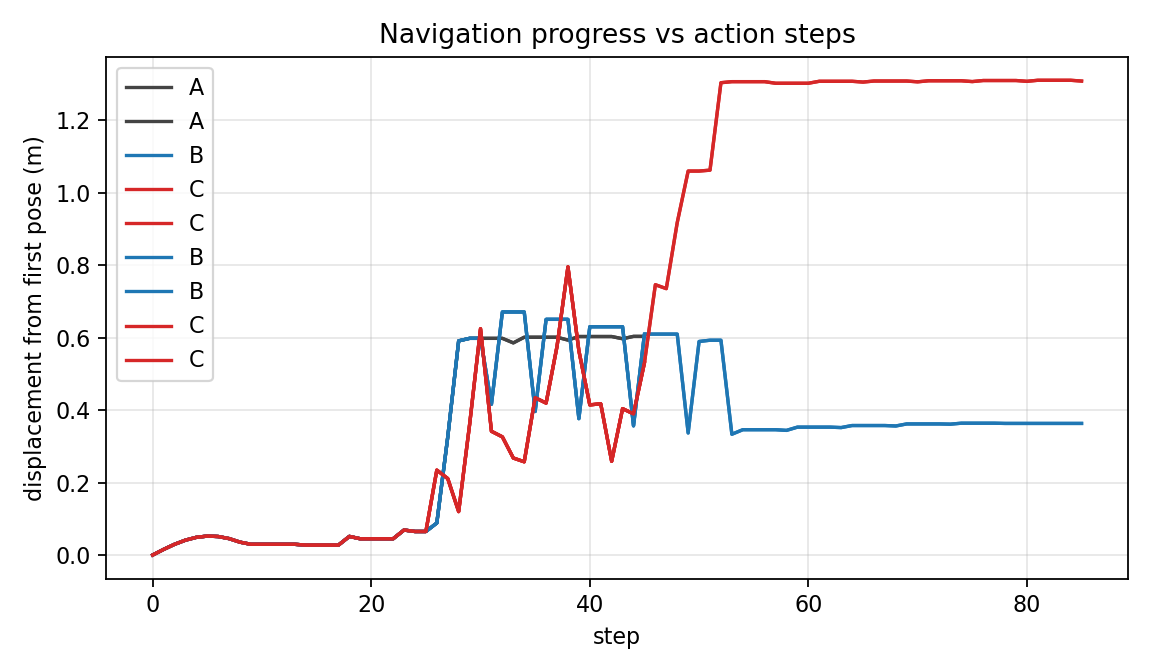 Navigation progress vs action steps
A
A
B
C
C
B
B
C
C
displacement from first pose (m)
1.2
1.0
0.8
0.6
0.4
0.2
0.0
0
20
40
60
80
step